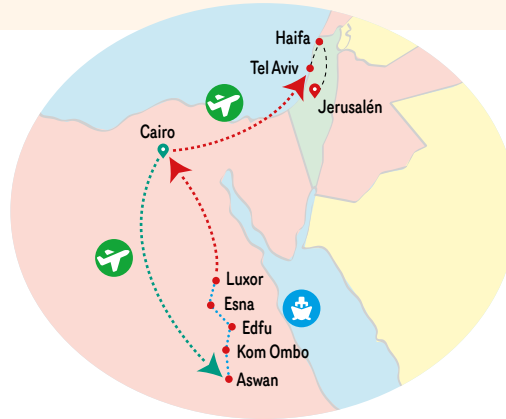 Haifa
Tel Aviv
Jerusalén
Cairo
Luxor
Esna
Edfu
Kom Ombo
Aswan